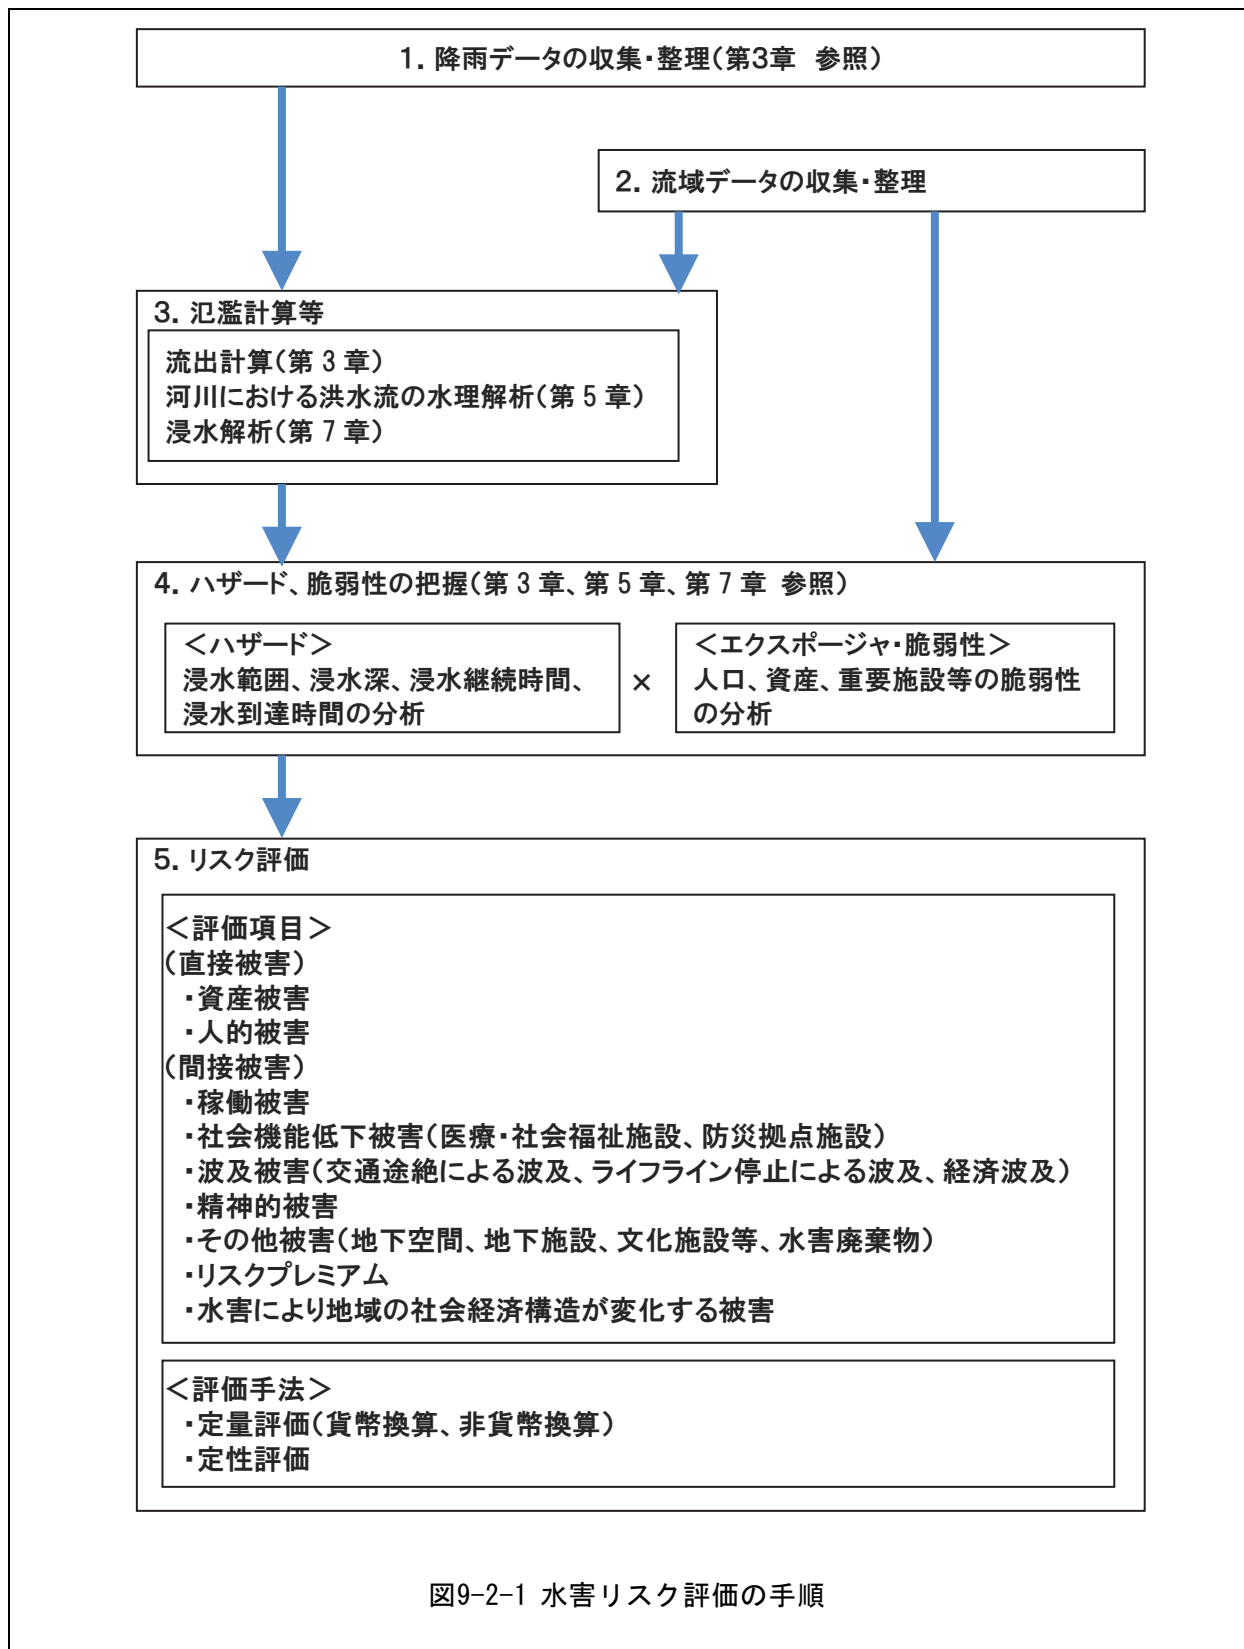 1. 降雨データの収集・整理(第3章 参照)
2. 流域データの収集・整理
3. 氾濫計算等
流出計算(第 3 章)
河川における洪水流の水理解析(第 5 章)
浸水解析(第 7 章)
4. ハザード、脆弱性の把握(第 3 章、第 5 章、第 7 章 参照)
<ハザード>
浸水範囲、浸水深、浸水継続時間、
浸水到達時間の分析
×
<エクスポージャ・脆弱性>
人口、資産、重要施設等の脆弱性
の分析
5. リスク評価
<評価項目>
(直接被害)
・資産被害
・人的被害
(間接被害)
・稼働被害
・社会機能低下被害(医療・社会福祉施設、防災拠点施設)
・波及被害(交通途絶による波及、ライフライン停止による波及、経済波及)
・精神的被害
・その他被害(地下空間、地下施設、文化施設等、水害廃棄物)
・リスクプレミアム
・水害により地域の社会経済構造が変化する被害
<評価手法>
・定量評価(貨幣換算、非貨幣換算)
・定性評価
図9-2-1 水害リスク評価の手順